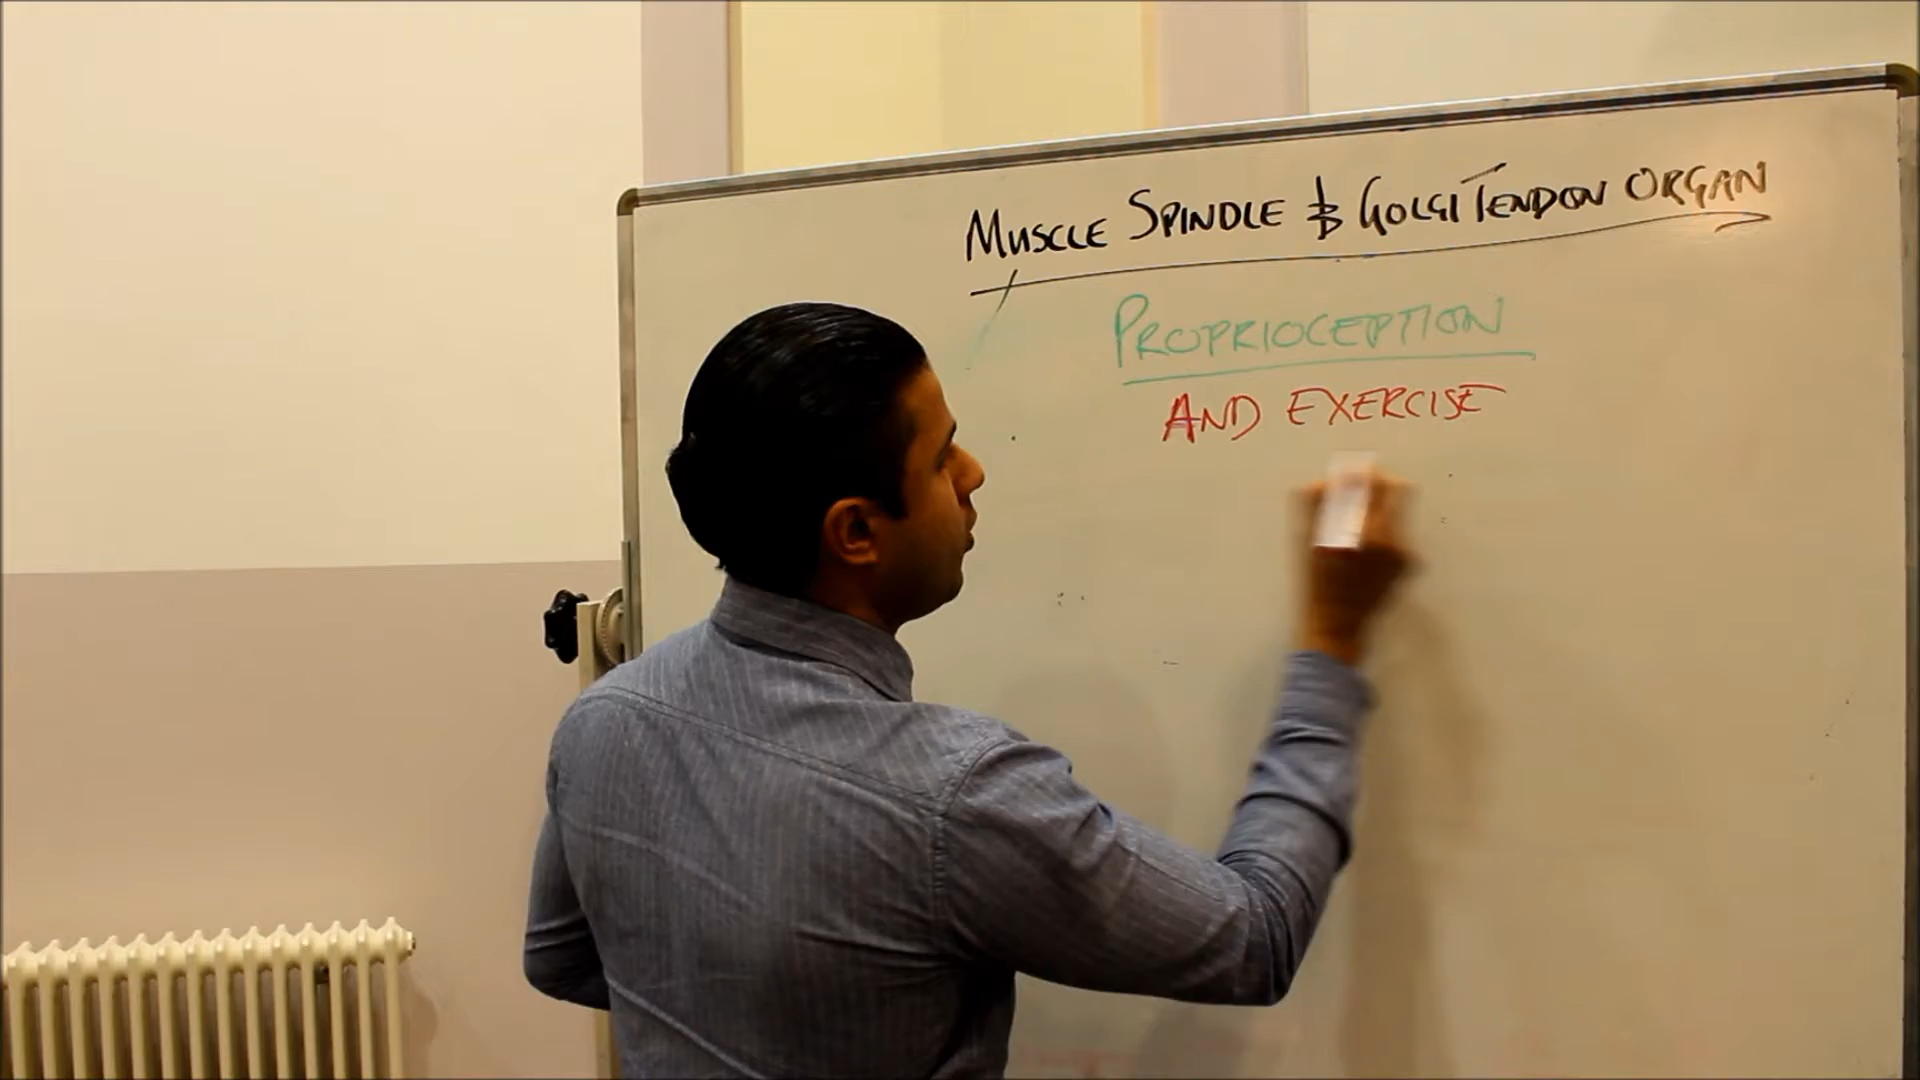 MUSCLE SPINDLE & GOLGI TENDON ORGAN
PROPRIOCEPTION
AND EXERCISE